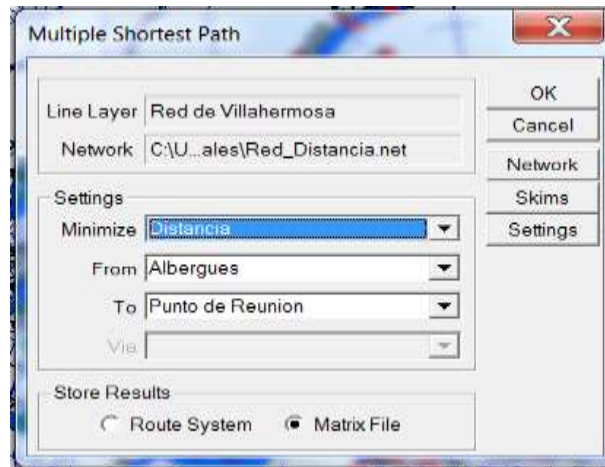 Multiple Shortest Path
Line Layer Red de Villahermosa
Network C:\U...ales\Red_Distancia.net
Settings
Minimize Distancia
From Albergues
To Punto de Reunion
Via
Store Results
Route System Matrix File
OK
Cancel
Network
Skims
Settings